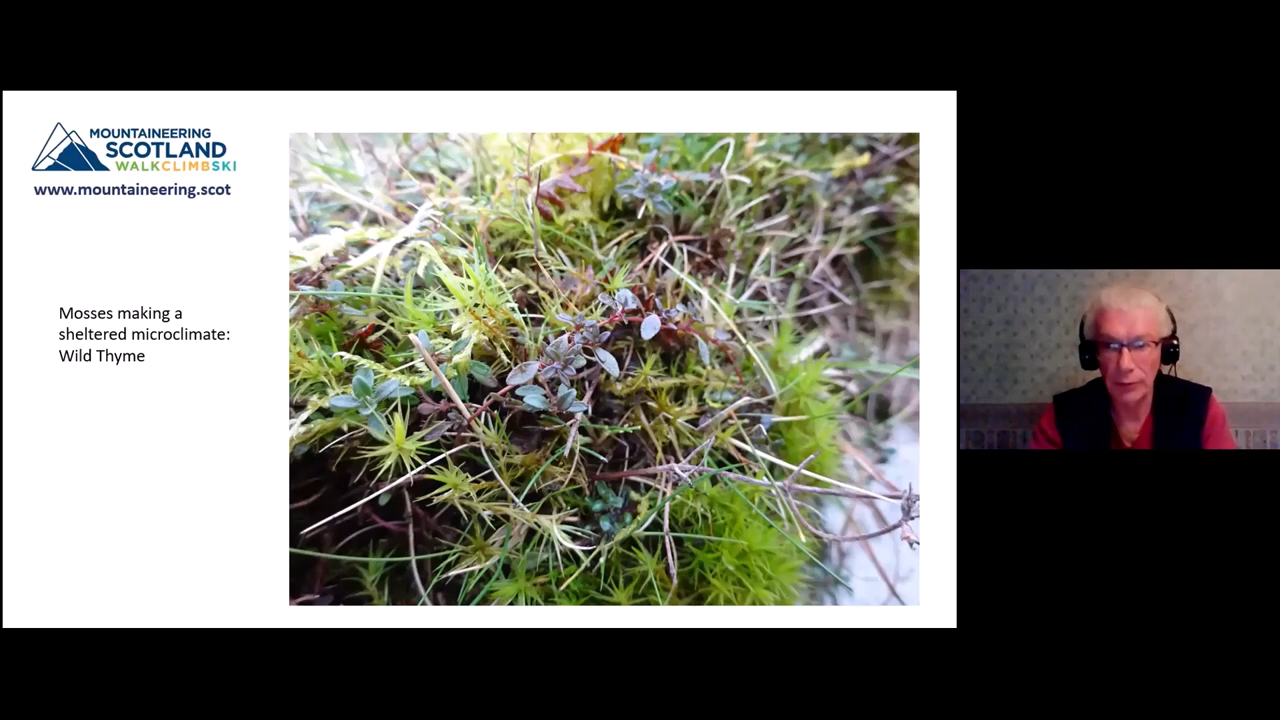 MOUNTAINEERING
SCOTLAND
WALKCLIMBSKI
www.mountaineering.scot
Mosses making a
sheltered microclimate:
Wild Thyme